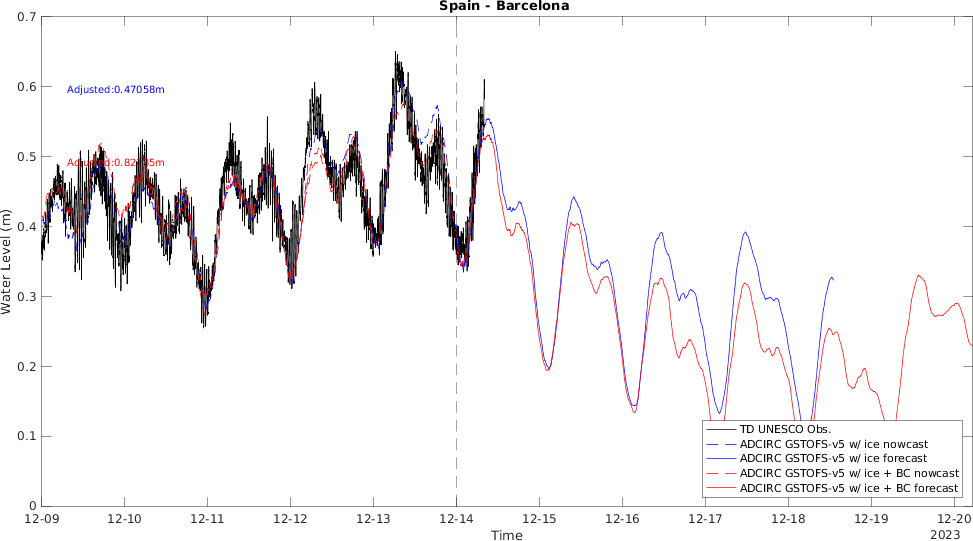 Spain - Barcelona
0.7
0.6
0.5
0.4
0.3
0.2
0.1
0
Water Level (m)
Adjusted:0.47058m
TD UNESCO Obs.
ADCIRC GSTOFS-v5 w/ ice nowcast
ADCIRC GSTOFS-v5 w/ ice forecast
ADCIRC GSTOFS-v5 w/ ice + BC nowcast
ADCIRC GSTOFS-v5 w/ ice + BC forecast
12-09 12-10 12-11 12-12 12-13 12-14 12-15 12-16 12-17 12-18 12-19 12-20
2023
Time